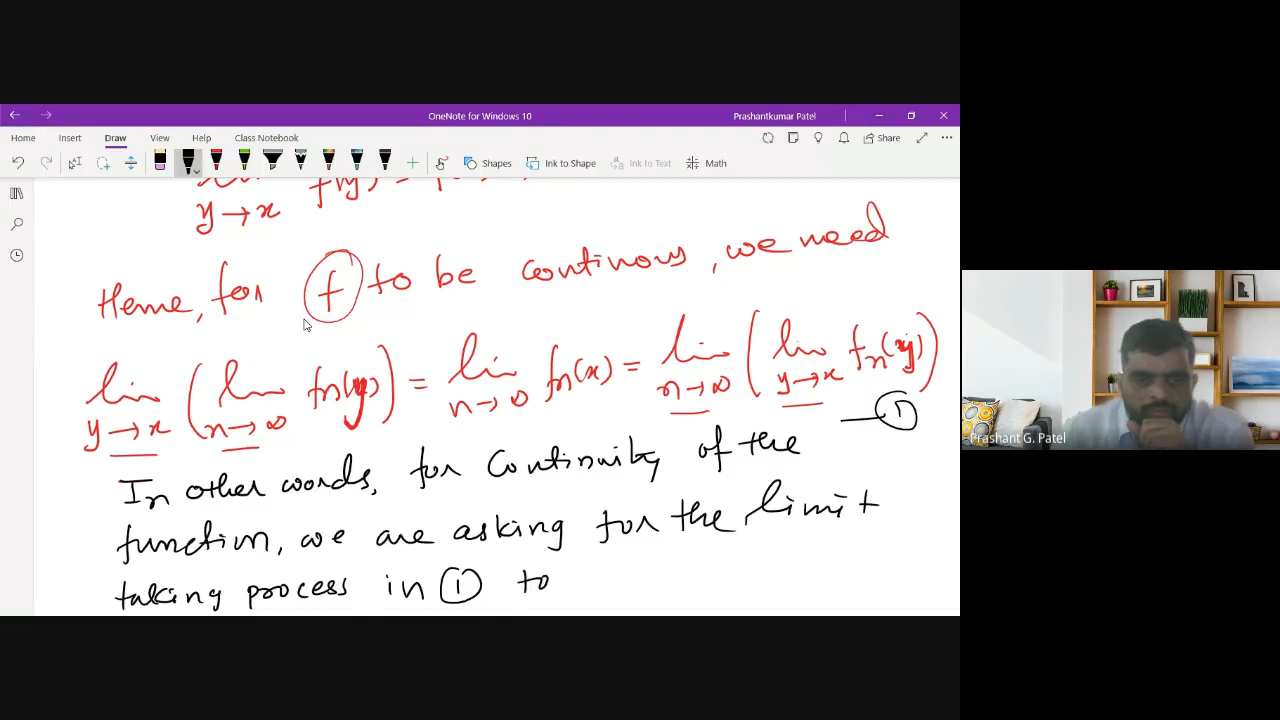 OneNote for Windows 10
Prashantkumar Patel
Home Insert Draw View Help Class Notebook
Share
Shapes Ink to Shape Ink to Text Math
y→x
Hence, for f to be continous, we need
lim y→x ( lim n→∞ fn(y) ) = lim n→∞ fn(x) = lim n→∞ ( lim y→x fn(y) )
— ①
In other words, for continuity of the
function, we are asking for the limit
taking process in ① to
Prashant G. Patel